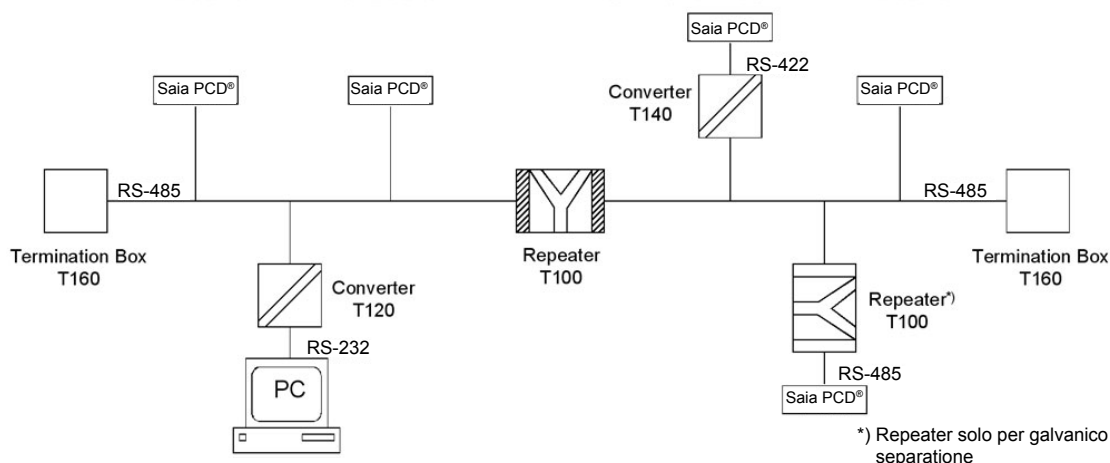 Saia PCD®
RS-422
Saia PCD®
Saia PCD®
Converter
T140
Saia PCD®
RS-485
RS-485
Termination Box
T160
Repeater
T100
Termination Box
T160
Converter
T120
Repeater*)
T100
RS-232
PC
RS-485
Saia PCD®
*) Repeater solo per galvanico
separatione